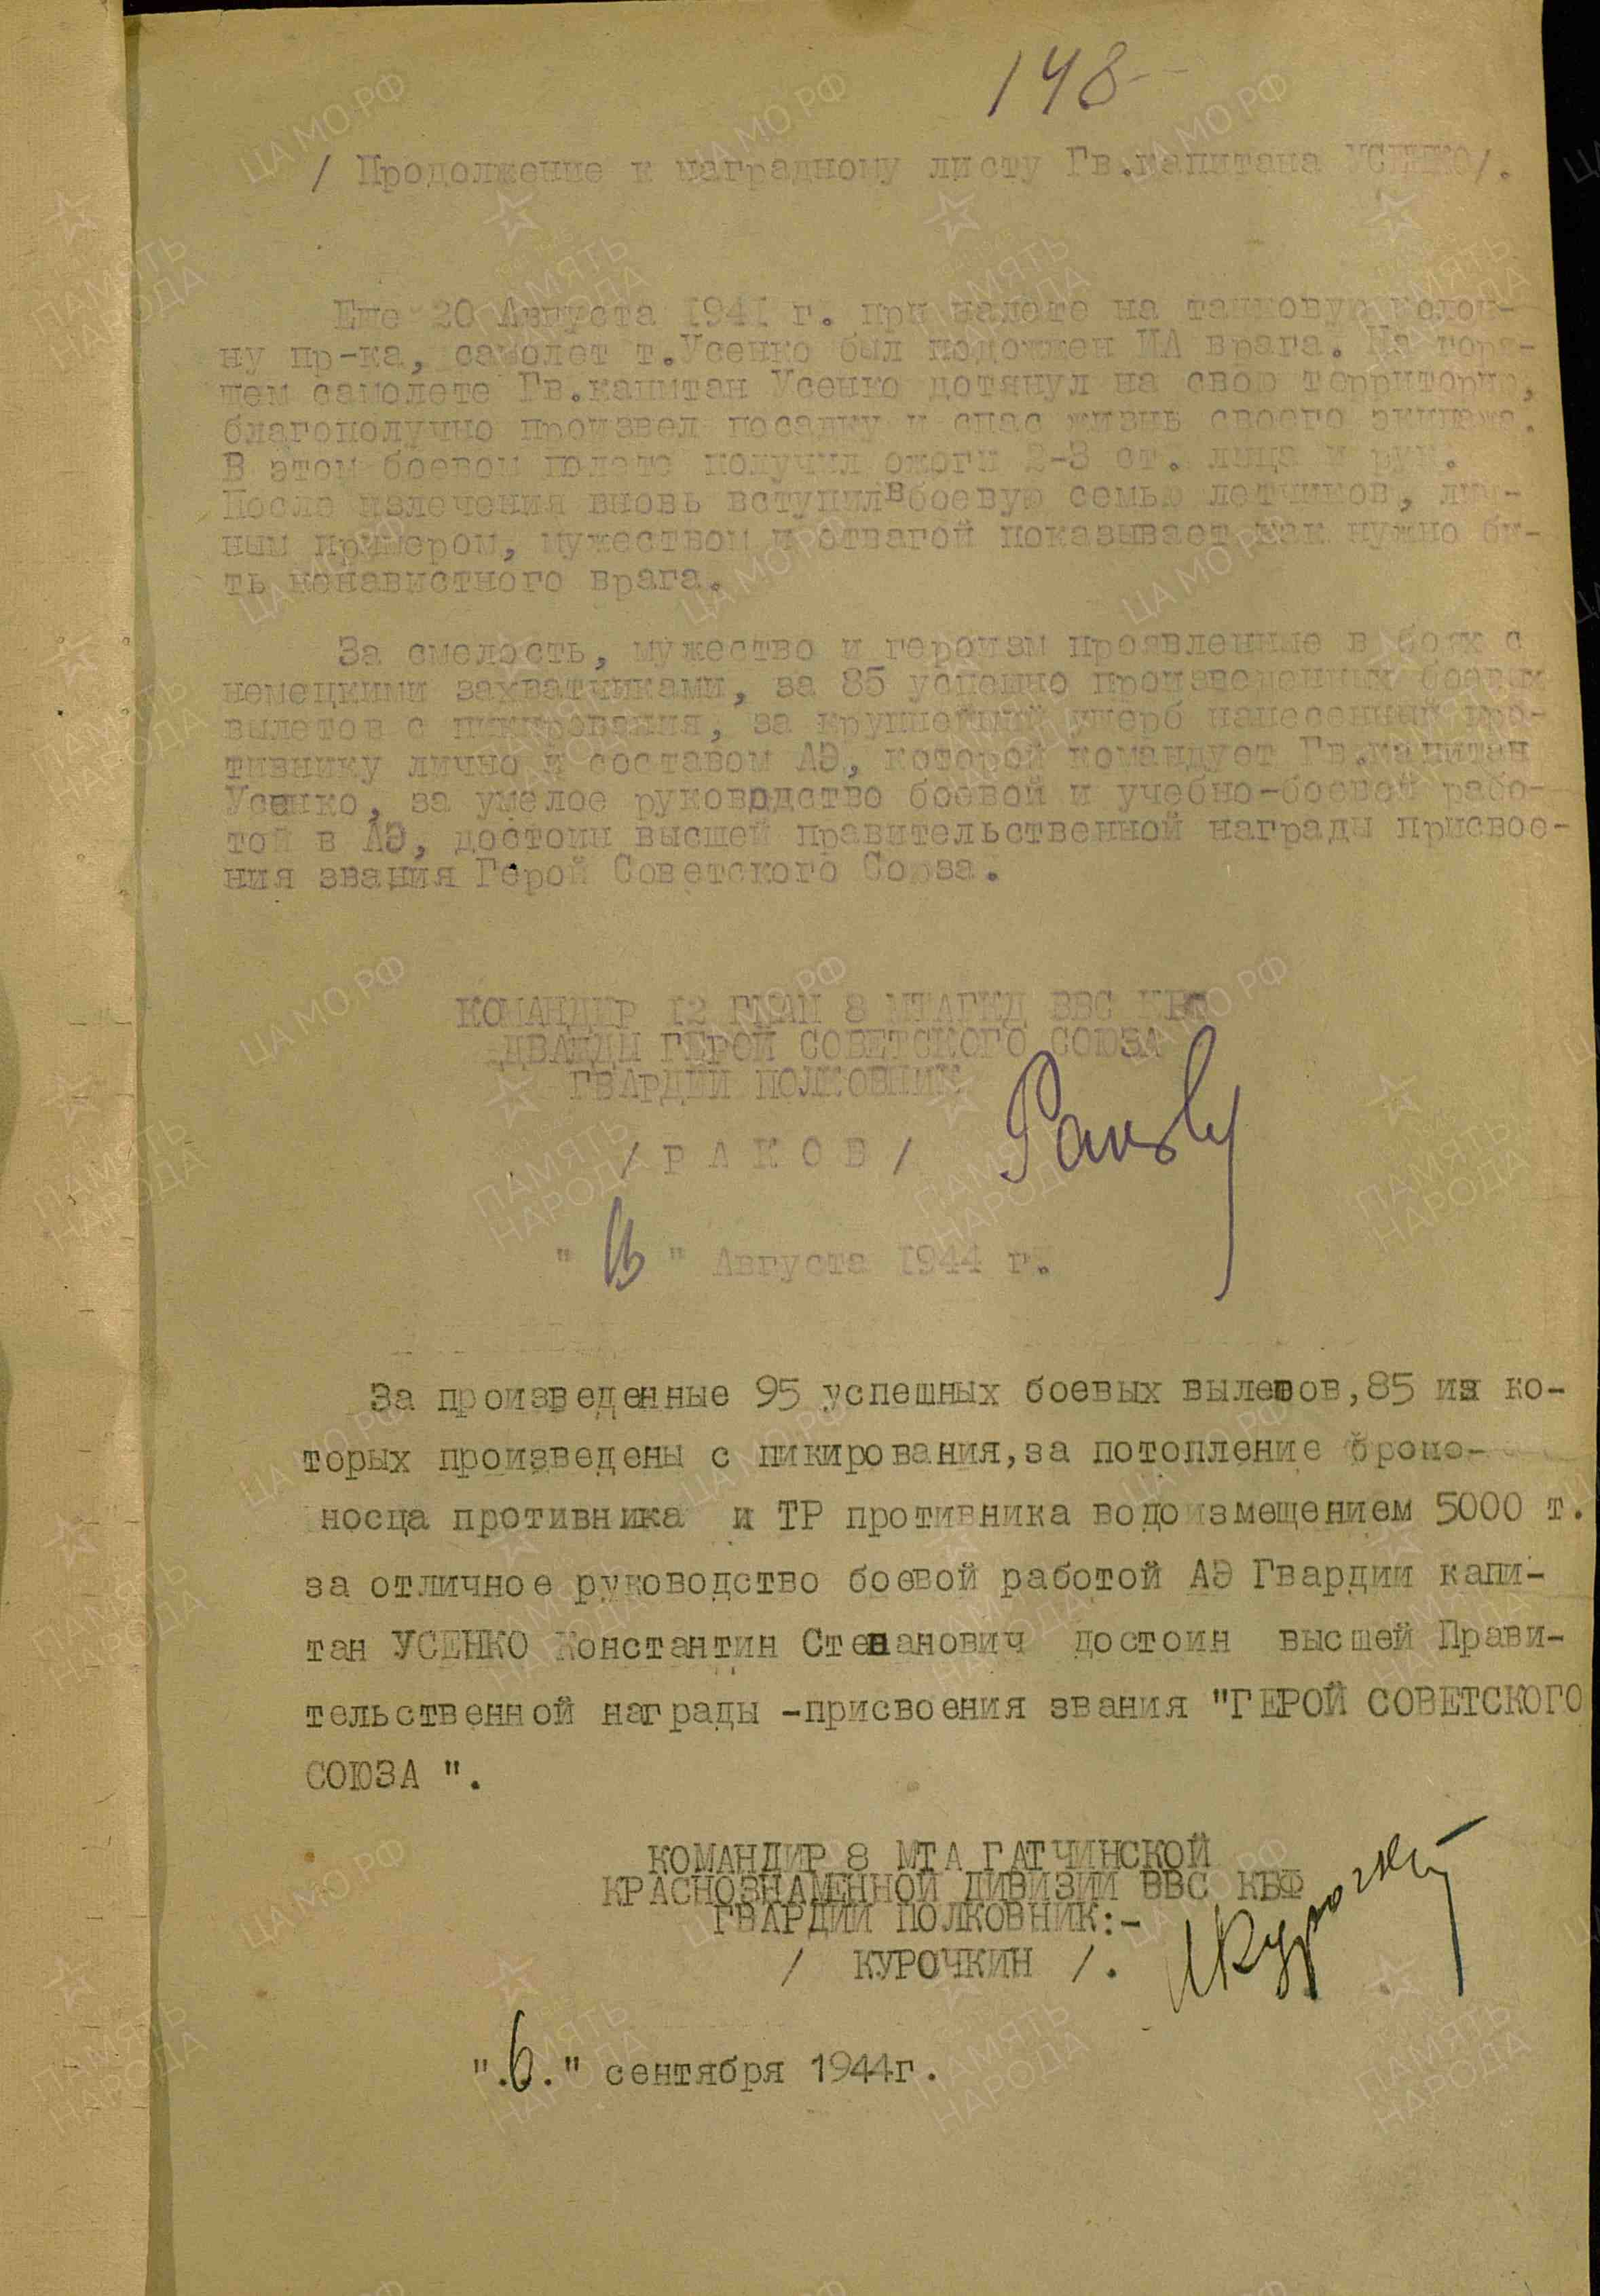 148
/ Продолжение к наградному листу Гв.капитана УСЕНКО/.
Еще 20 Августа 1941 г. при налете на танковую колон-
ну пр-ка, самолет т.Усенко был подожжен ИА врага. На горя-
щем самолете Гв.капитан Усенко дотянул на свою территорию,
благополучно произвел посадку и спас жизнь своего экипажа.
В этом боевом полете получил ожоги 2-3 ст. лица и рук.
После излечения вновь вступил в боевую семью летчиков, лич-
ным примером, мужеством и отвагой показывает как нужно би-
ть ненавистного врага.
За смелость, мужество и героизм проявленные в боях с
немецкими захватчиками, за 85 успешно произведенных боевых
вылетов с пикирования, за крупнейший ущерб нанесенный про-
тивнику лично и составом АЭ, которой командует Гв.капитан
Усенко, за умелое руководство боевой и учебно-боевой рабо-
той в АЭ, достоин высшей правительственной награды присвое-
ния звания Герой Советского Союза.
КОМАНДИР 12 ГПАП 8 МТАГКД ВВС КБФ
ДВАЖДЫ ГЕРОЙ СОВЕТСКОГО СОЮЗА
ГВАРДИИ ПОЛКОВНИК
/ Р А К О В / Раков
" " Августа 1944 г.
За произведенные 95 успешных боевых вылетов,85 из ко-
торых произведены с пикирования,за потопление броно-
носца противника и ТР противника водоизмещением 5000 т.
за отличное руководство боевой работой АЭ Гвардии капи-
тан УСЕНКО Константин Степанович достоин высшей Прави-
тельственной награды -присвоения звания "ГЕРОЙ СОВЕТСКОГО
СОЮЗА ".
КОМАНДИР 8 МТА ГАТЧИНСКОЙ
КРАСНОЗНАМЕННОЙ ДИВИЗИИ ВВС КБФ
ГВАРДИИ ПОЛКОВНИК:-
/ КУРОЧКИН /.
".6." сентября 1944г.
ЦА МО РФ
ПАМЯТЬ
НАРОДА